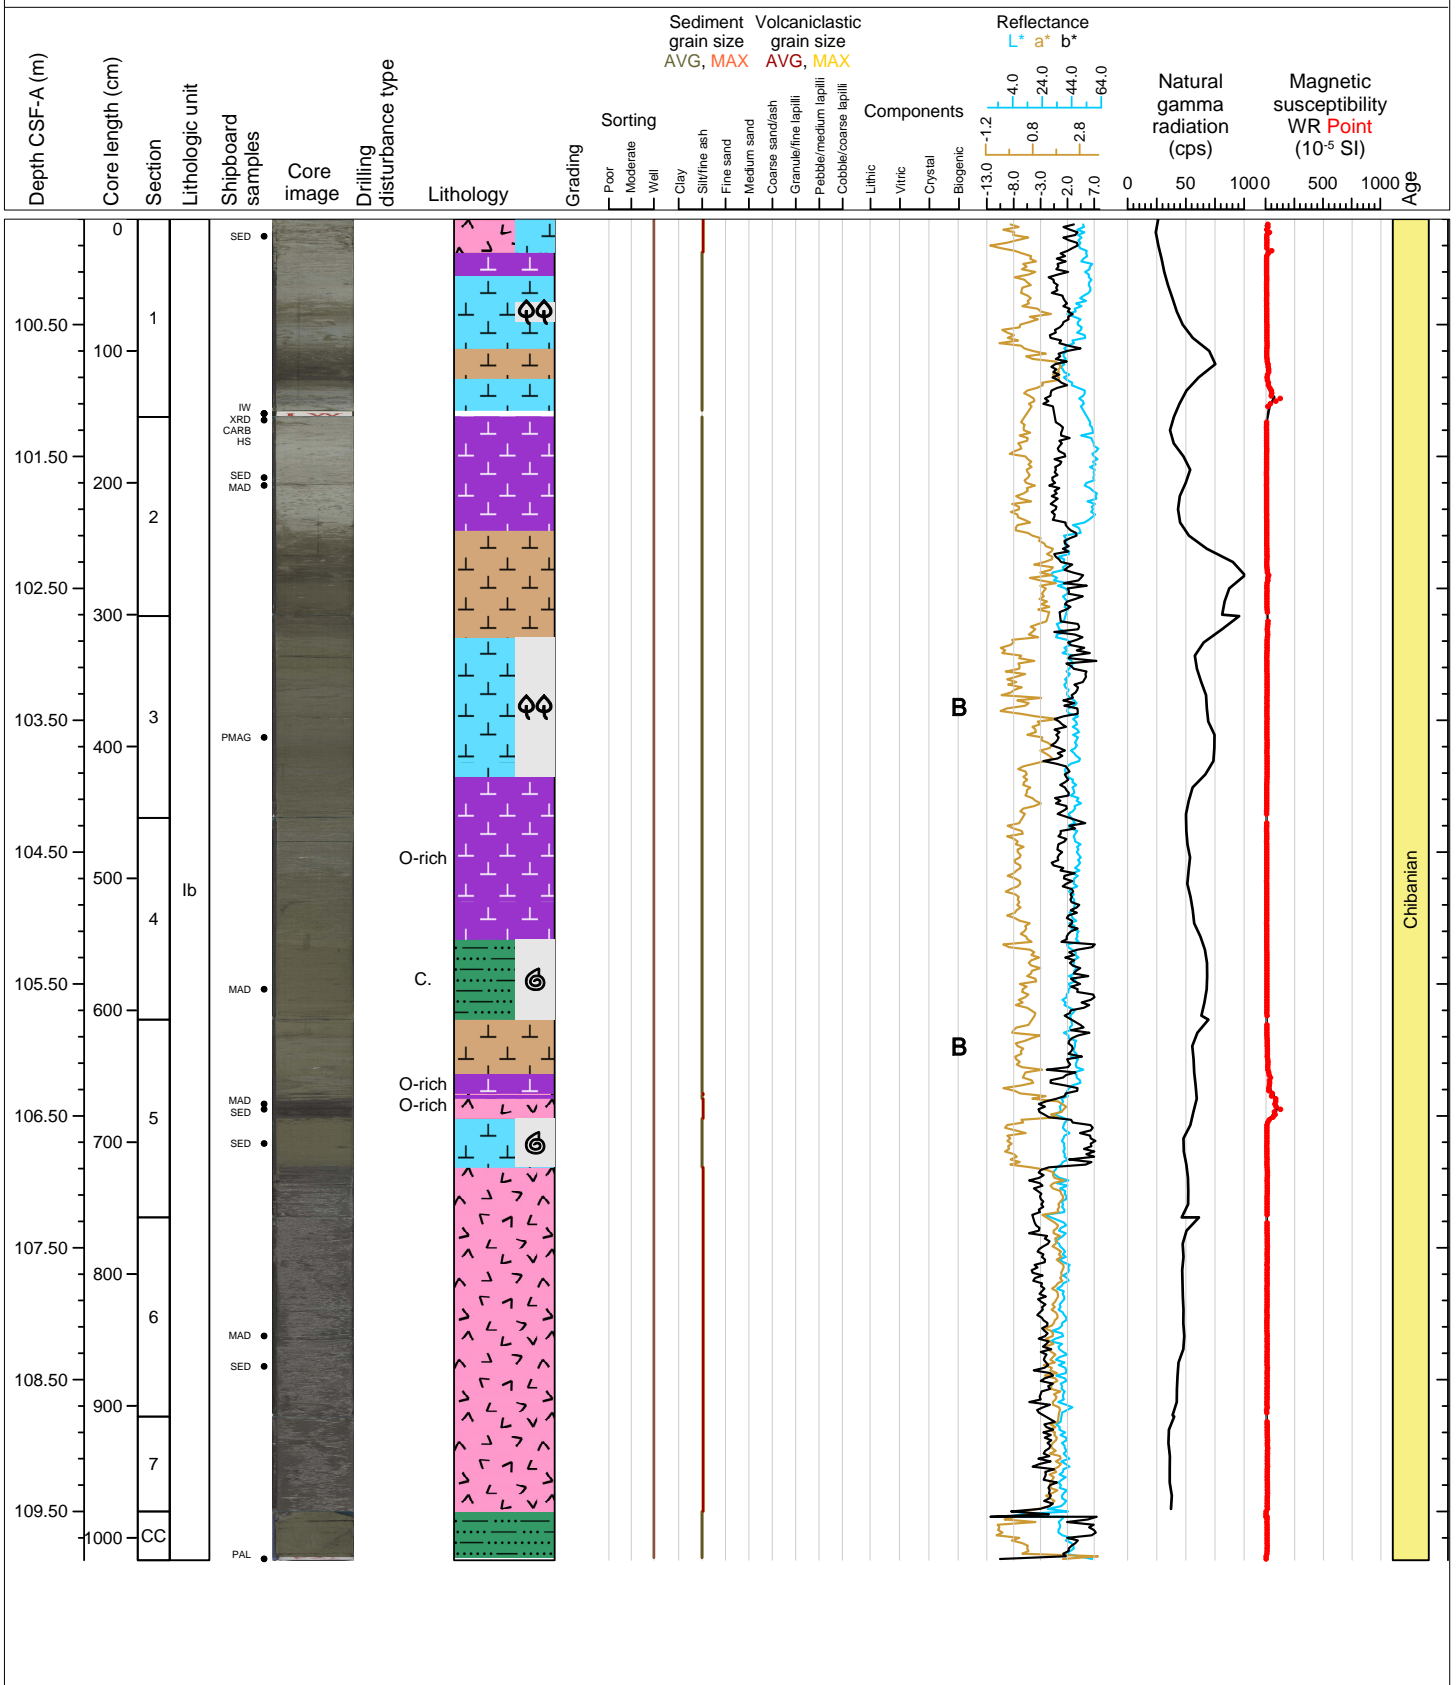 Depth CSF-A (m)
Core length (cm)
Section
Lithologic unit
Shipboard
samples
Core
image
Drilling
disturbance type
Lithology
Grading
Sorting
Poor
Moderate
Well
Sediment
grain size
AVG, MAX
Volcaniclastic
grain size
AVG, MAX
Clay
Silt/fine ash
Fine sand
Medium sand
Coarse sand/ash
Granule/fine lapilli
Pebble/medium lapilli
Cobble/coarse lapilli
Components
Lithic
Vitric
Crystal
Biogenic
Reflectance
L* a* b*
4.0 24.0 44.0 64.0
-1.2 0.8 2.8
-13.0 -8.0 -3.0 2.0 7.0
Natural
gamma
radiation
(cps)
0 50 100
Magnetic
susceptibility
WR Point
(10⁻⁵ SI)
0 500 1000
Age
0
SED
1
100.50
100
IW
XRD
CARB
HS
101.50
SED
200
MAD
2
102.50
300
B
3
103.50
PMAG
400
104.50
O-rich
500
Ib
Chibanian
4
C.
105.50
MAD
600
B
O-rich
MAD
O-rich
SED
106.50
5
700
SED
107.50
800
6
MAD
SED
108.50
900
7
109.50
CC
1000
PAL